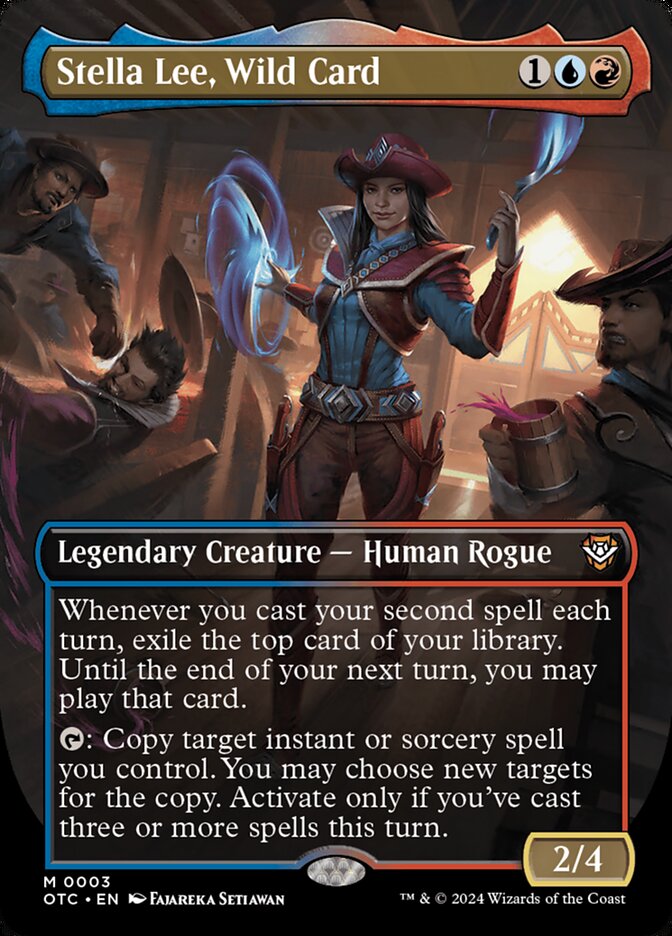 Stella Lee, Wild Card 1
Legendary Creature — Human Rogue
Whenever you cast your second spell each
turn, exile the top card of your library.
Until the end of your next turn, you may
play that card.
: Copy target instant or sorcery spell
you control. You may choose new targets
for the copy. Activate only if you've cast
three or more spells this turn.
2/4
M 0003
OTC • EN Fajareka Setiawan
™ & © 2024 Wizards of the Coast